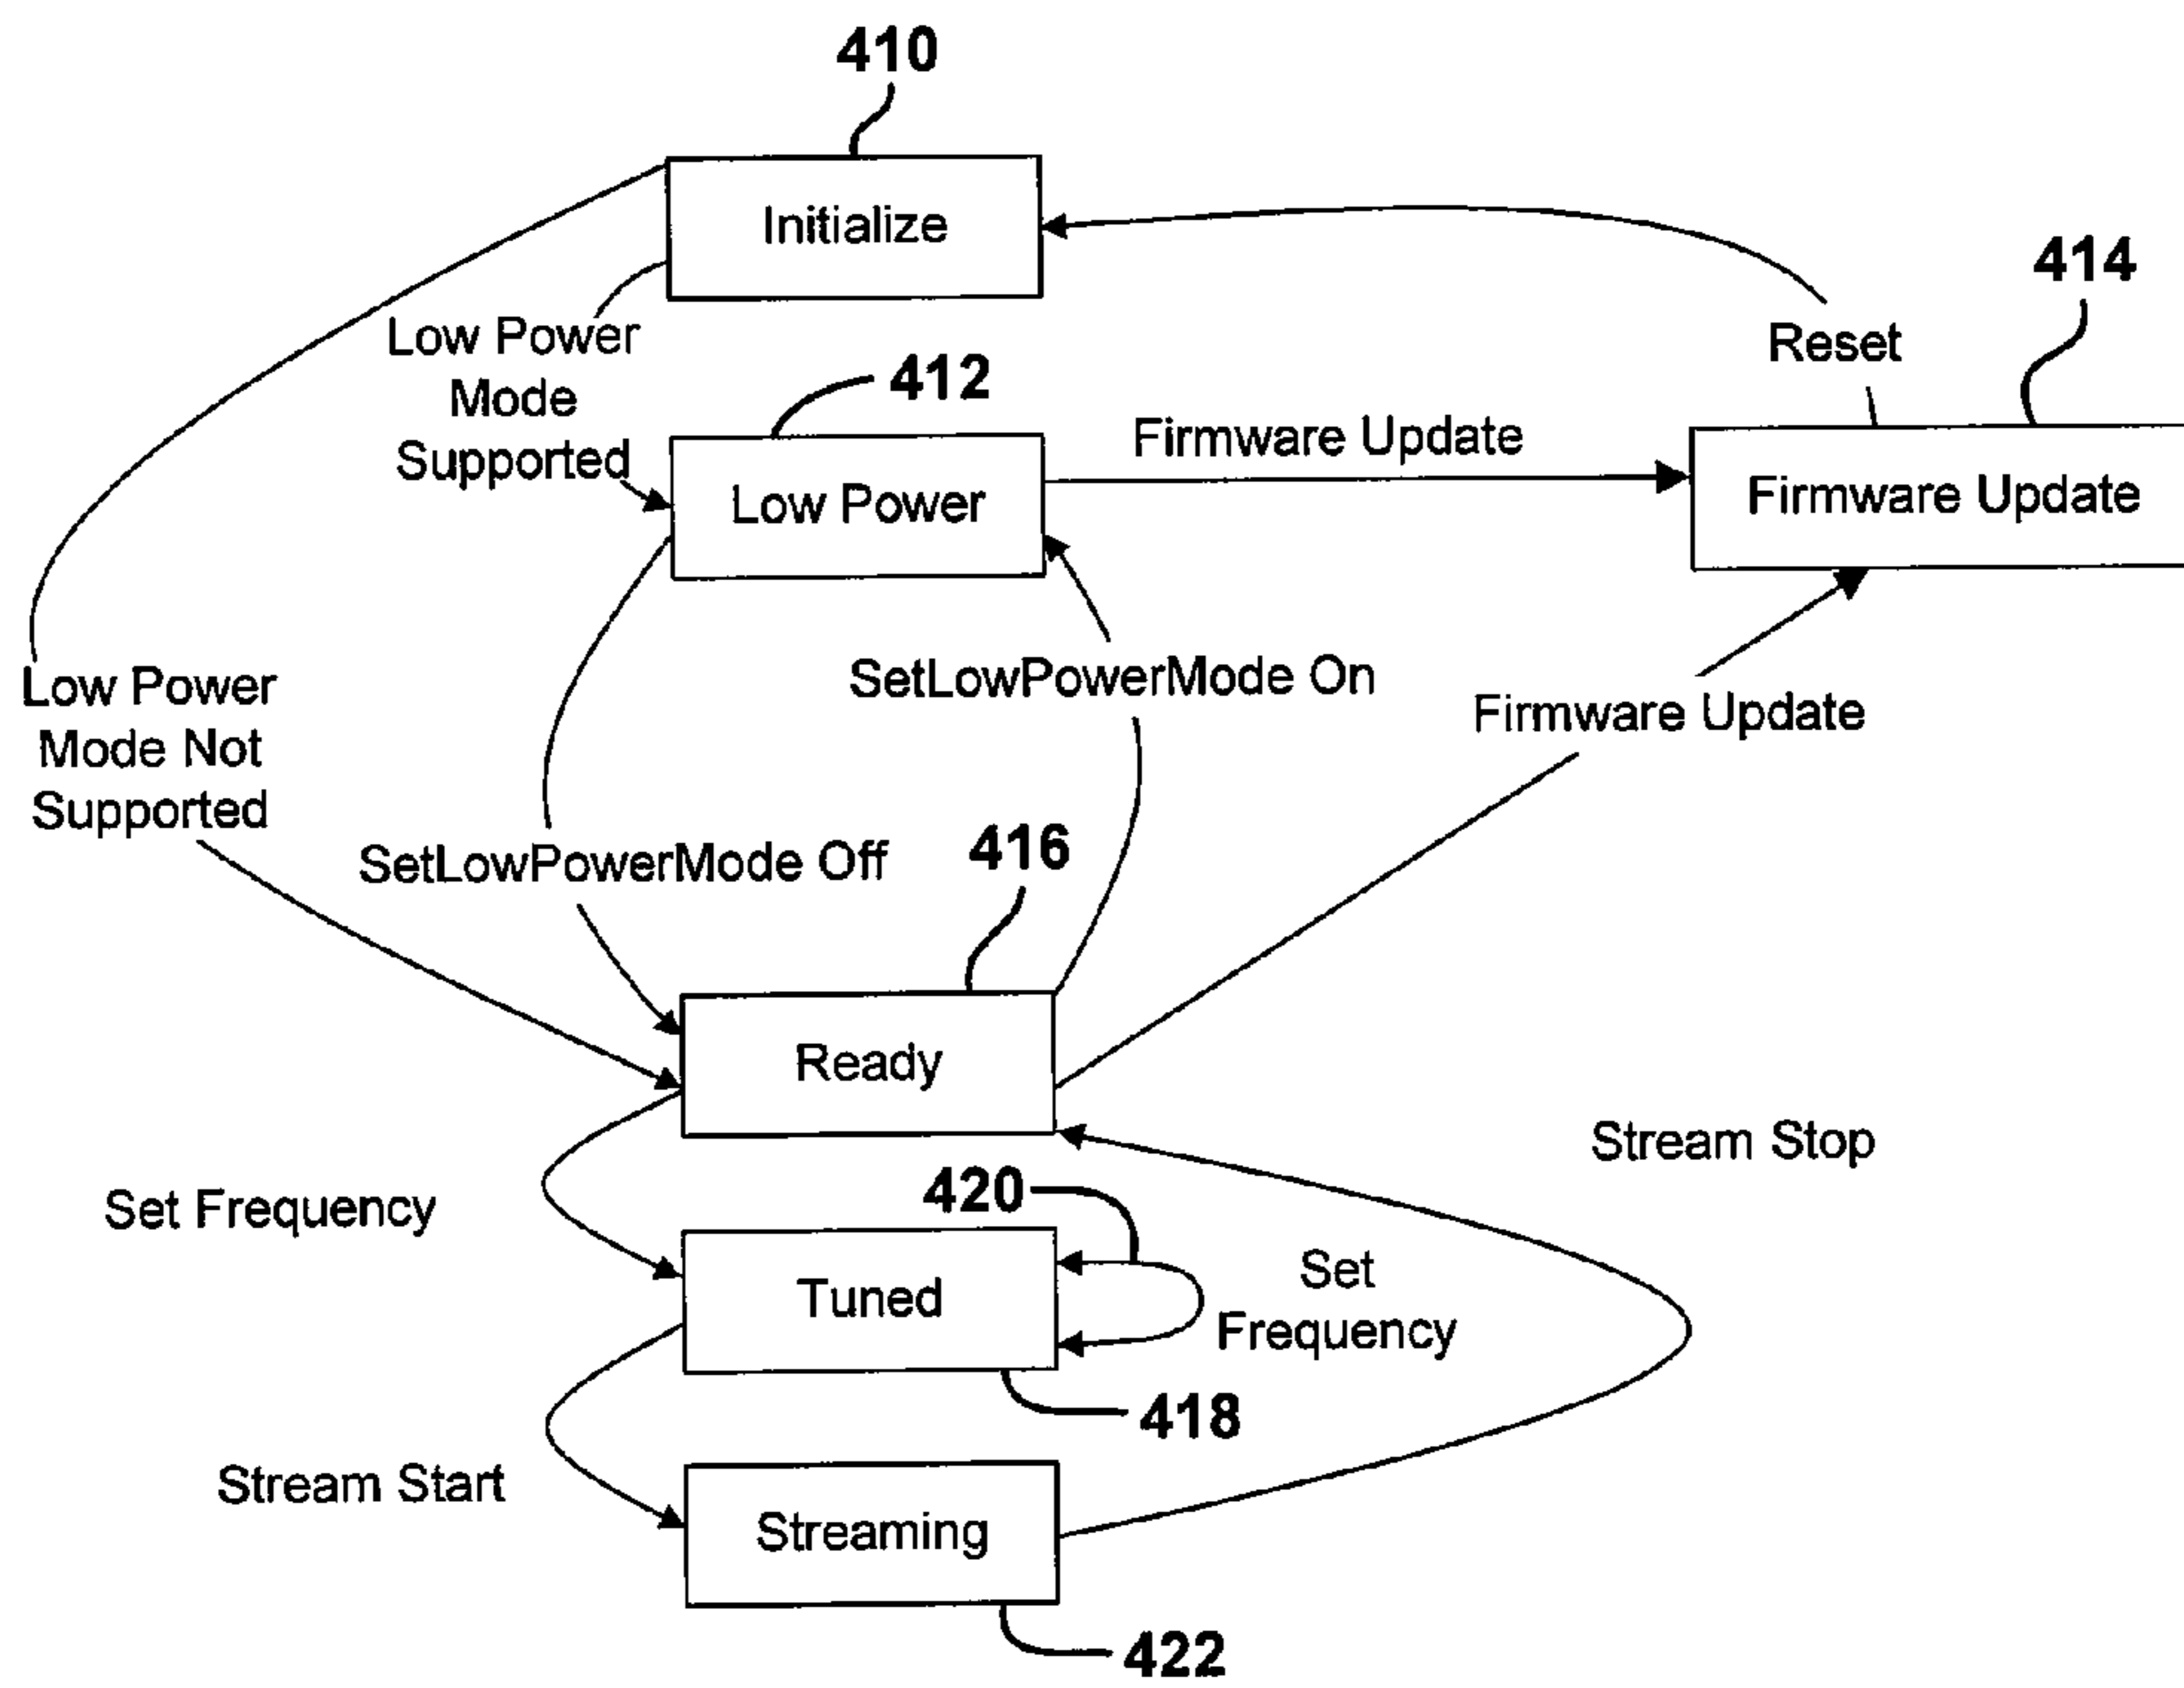 410
Initialize
414
Reset
Low Power
Mode
Supported
412
Firmware Update
Low Power
Firmware Update
SetLowPowerMode On
Low Power
Mode Not
Supported
Firmware Update
SetLowPowerMode Off
416
Ready
Stream Stop
Set Frequency
420
Set
Frequency
Tuned
418
Stream Start
Streaming
422